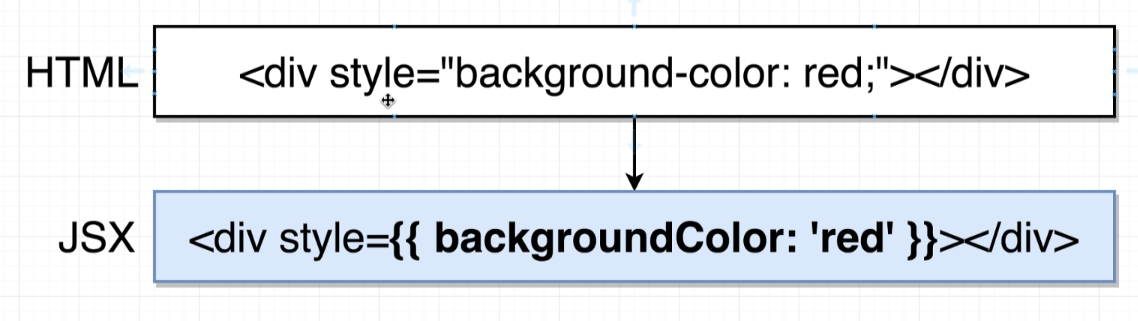 HTML <div style="background-color: red;"></div>
JSX <div style={{ backgroundColor: 'red' }}></div>